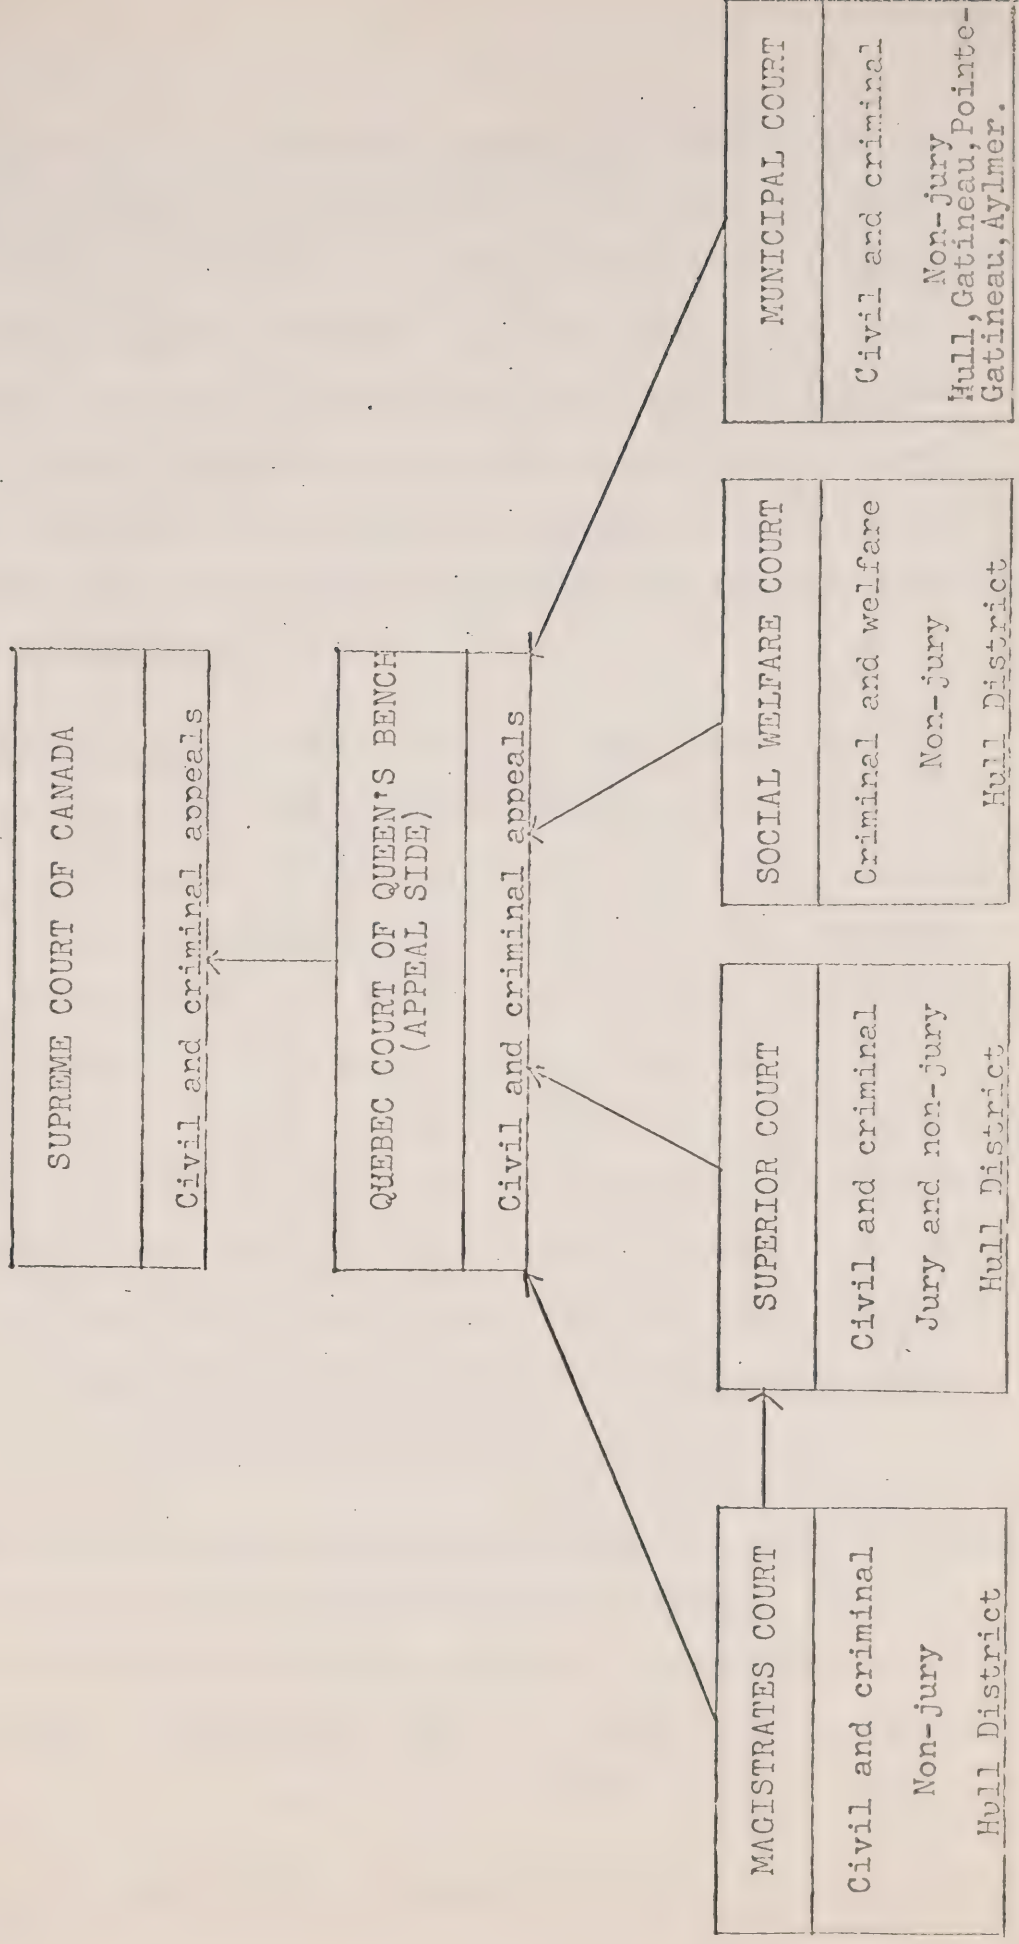 SUPREME COURT OF CANADA
Civil and criminal appeals
QUEBEC COURT OF QUEEN'S BENCH
(APPEAL SIDE)
Civil and criminal appeals
MAGISTRATES COURT
Civil and criminal
Non-jury
Hull District
SUPERIOR COURT
Civil and criminal
Jury and non-jury
Hull District
SOCIAL WELFARE COURT
Criminal and welfare
Non-jury
Hull District
MUNICIPAL COURT
Civil and criminal
Non-jury
Hull,Gatineau,Pointe-
Gatineau,Aylmer.